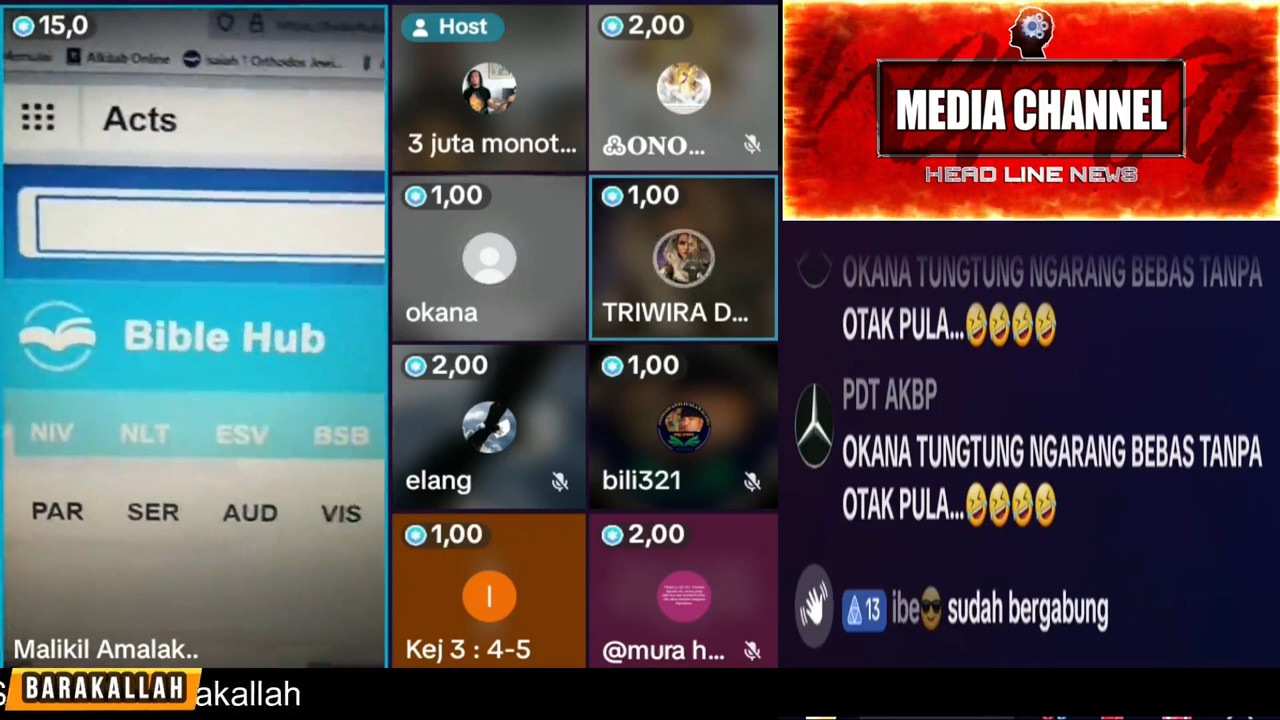 15,0
Alkitab Online
Isaiah 1 Orthodos Jewi...
Acts
Bible Hub
NIV NLT ESV BSB
PAR SER AUD VIS
Malikil Amalak..
Host
3 juta monot...
2,00
ONO...
1,00
okana
1,00
TRIWIRA D...
2,00
elang
1,00
bili321
1,00
I
Kej 3 : 4-5
2,00
@mura h...
MEDIA CHANNEL
HEAD LINE NEWS
OKANA TUNGTUNG NGARANG BEBAS TANPA
OTAK PULA...🤣🤣🤣🤣
PDT AKBP
OKANA TUNGTUNG NGARANG BEBAS TANPA
OTAK PULA...🤣🤣🤣🤣
13 ibe😎 sudah bergabung
BARAKALLAH
akallah